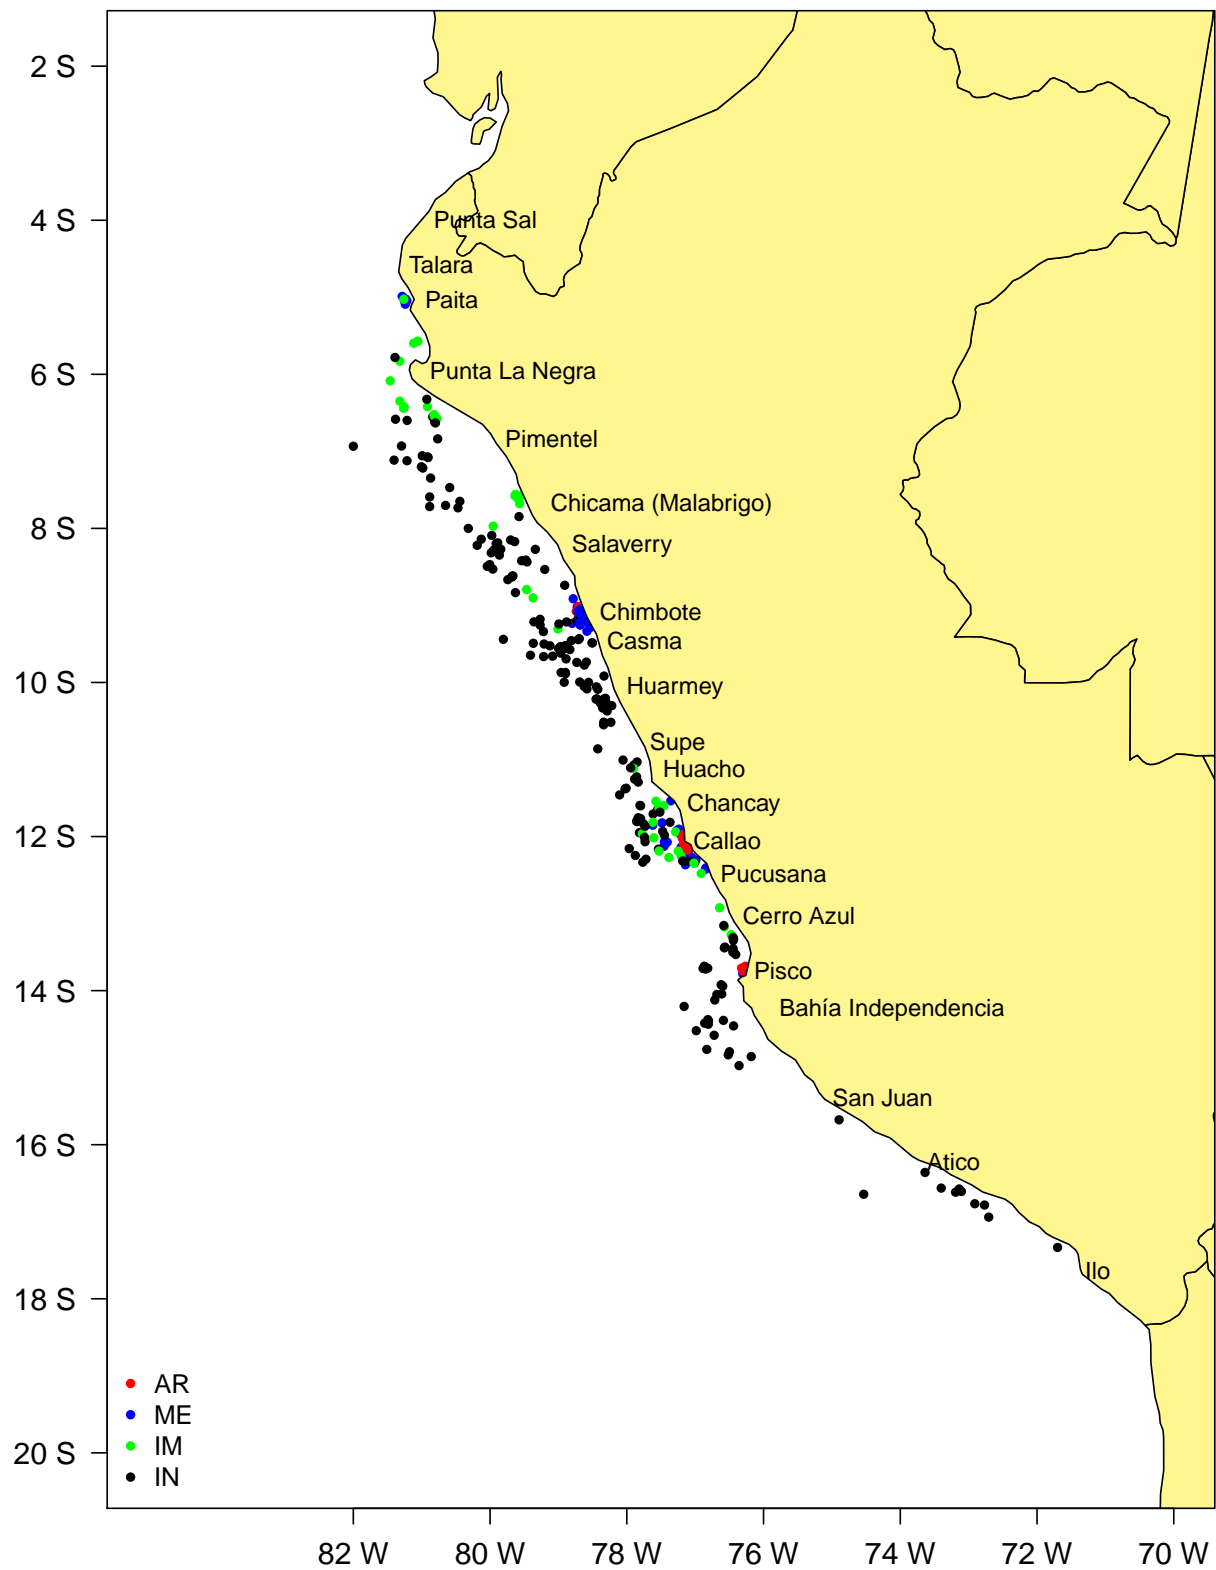 2 S
4 S
6 S
8 S
10 S
12 S
14 S
16 S
18 S
20 S
Punta Sal
Talara
Paita
Punta La Negra
Pimentel
Chicama (Malabrigo)
Salaverry
Chimbote
Casma
Huarmey
Supe
Huacho
Chancay
Callao
Pucusana
Cerro Azul
Pisco
Bahía Independencia
San Juan
Atico
Ilo
AR
ME
IM
IN
82 W
80 W
78 W
76 W
74 W
72 W
70 W